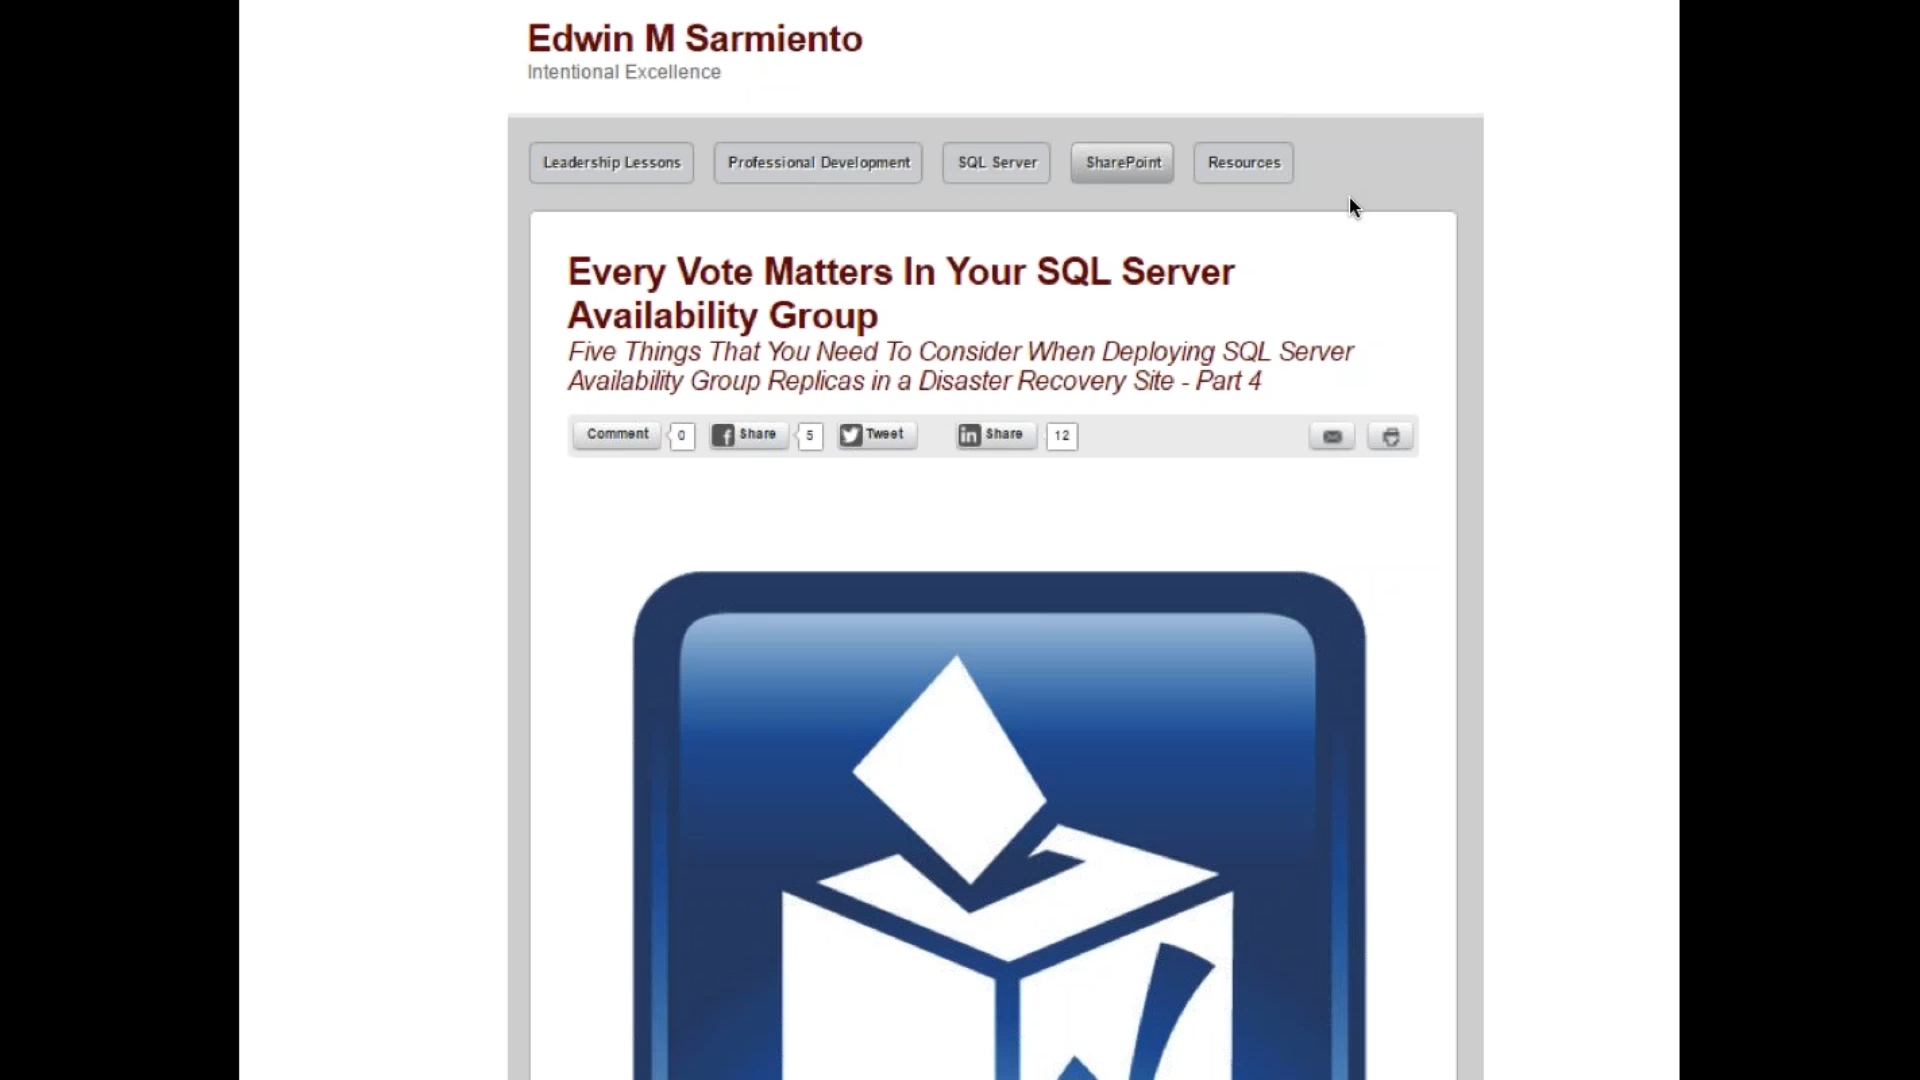 Edwin M Sarmiento
Intentional Excellence
Leadership Lessons
Professional Development
SQL Server
SharePoint
Resources
Every Vote Matters In Your SQL Server
Availability Group
Five Things That You Need To Consider When Deploying SQL Server
Availability Group Replicas in a Disaster Recovery Site - Part 4
Comment 0 f Share 5 Tweet in Share 12